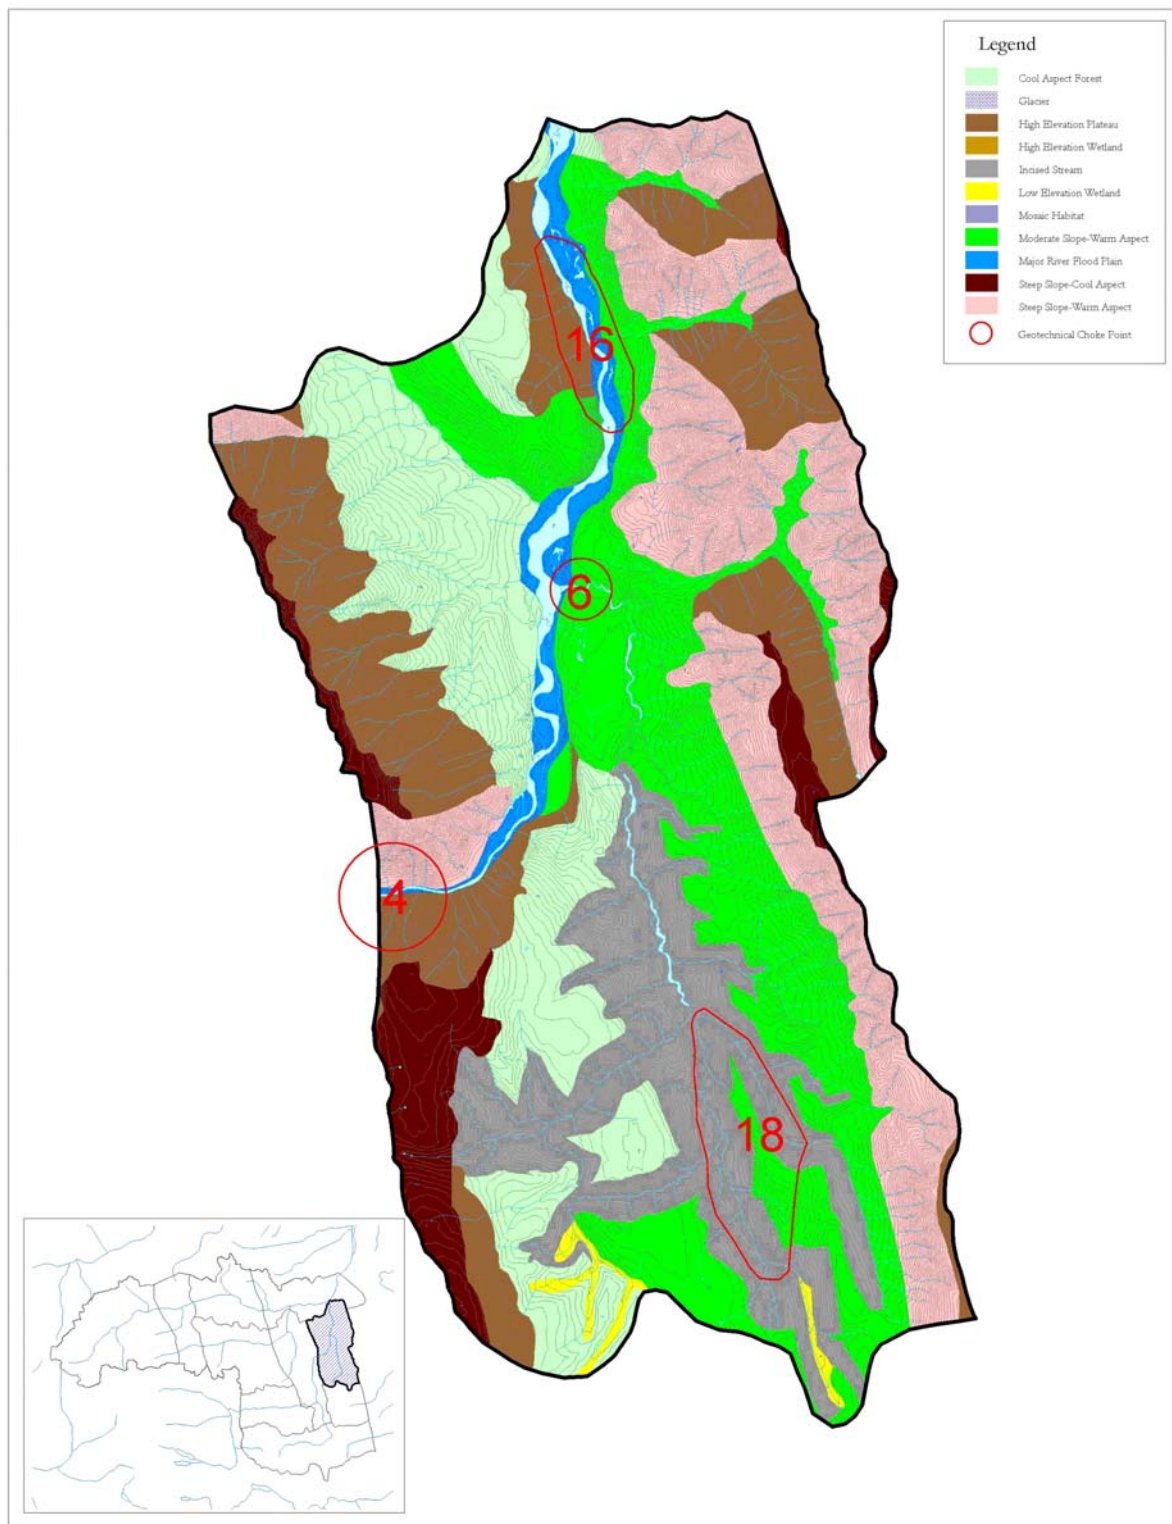 Legend
Cool Aspect Forest
Glacier
High Elevation Plateau
High Elevation Wetland
Incised Stream
Low Elevation Wetland
Mosaic Habitat
Moderate Slope-Warm Aspect
Major River Flood Plain
Steep Slope-Cool Aspect
Steep Slope-Warm Aspect
Geotechnical Choke Point
16
6
4
18